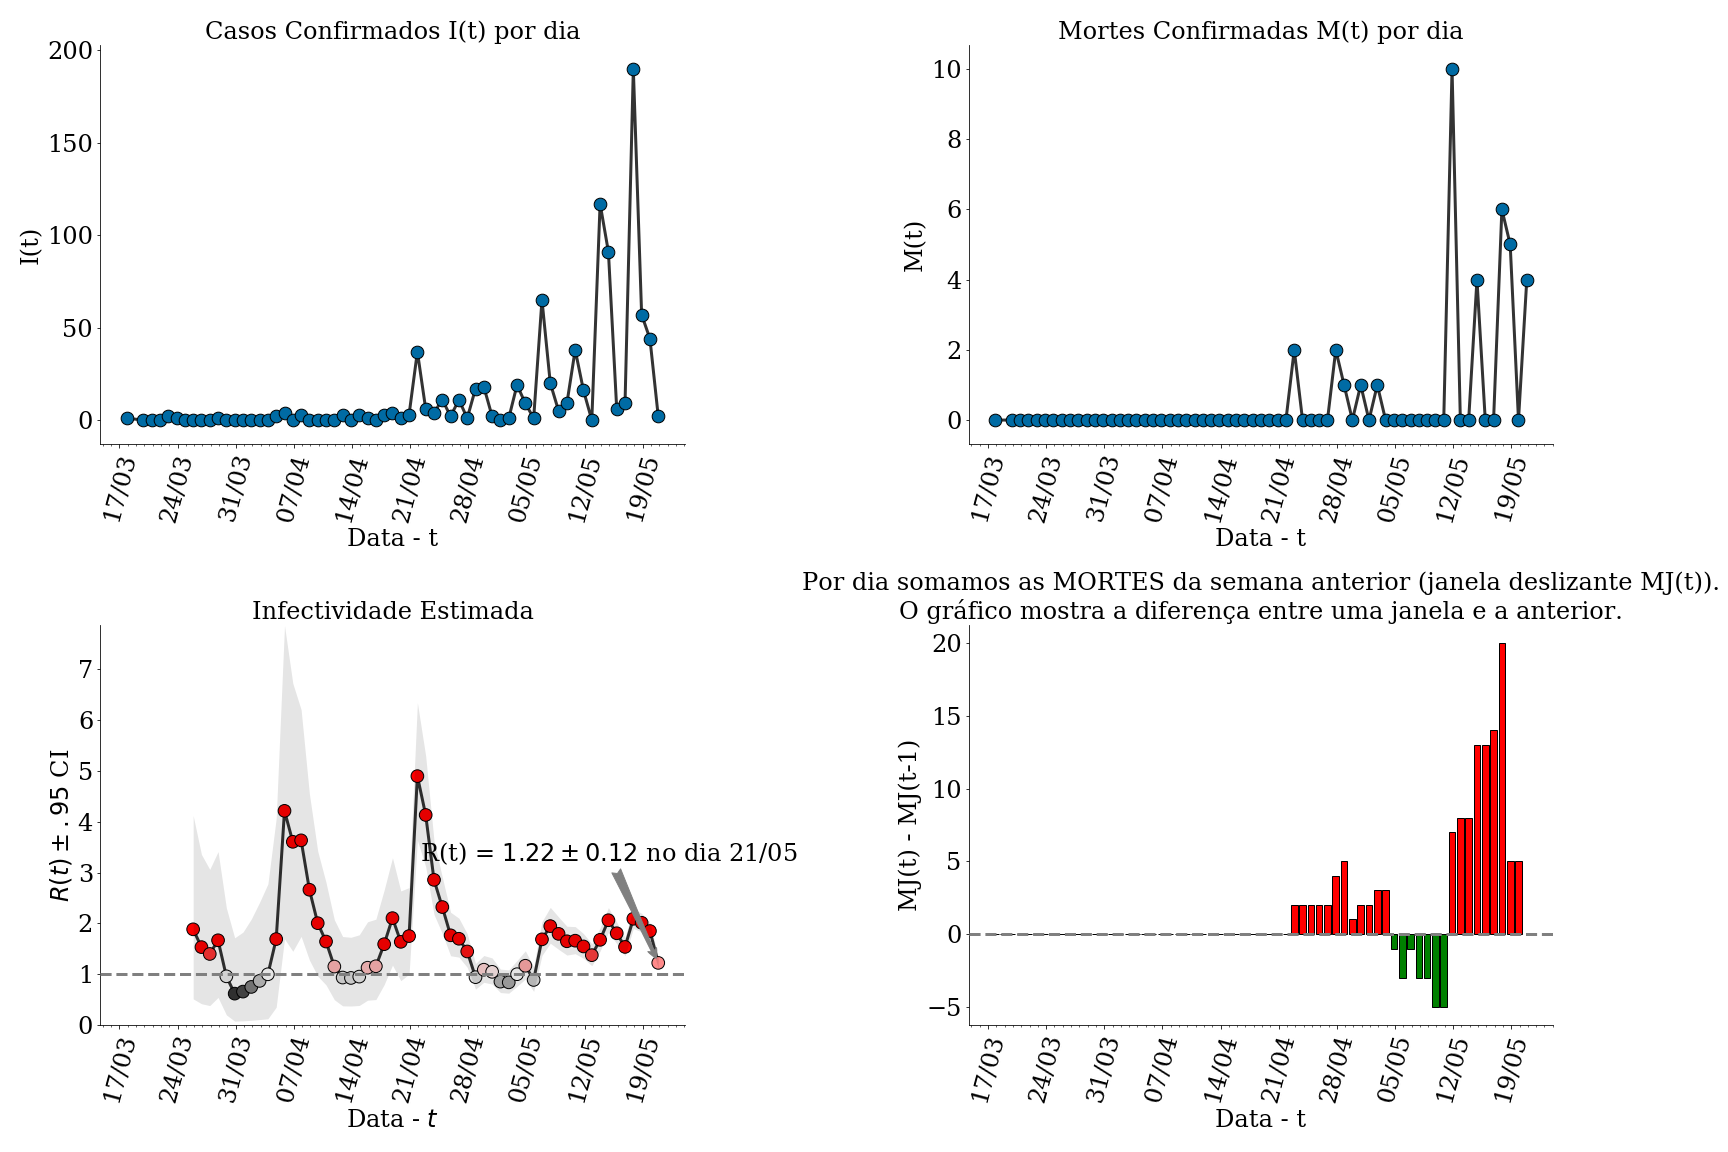 Casos Confirmados I(t) por dia
I(t)
200
150
100
50
0
17/03 24/03 31/03 07/04 14/04 21/04 28/04 05/05 12/05 19/05
Data - t
Mortes Confirmadas M(t) por dia
M(t)
10
8
6
4
2
0
17/03 24/03 31/03 07/04 14/04 21/04 28/04 05/05 12/05 19/05
Data - t
Infectividade Estimada
R(t) ± .95 CI
7
6
5
4
3
2
1
0
R(t) = 1.22 ± 0.12 no dia 21/05
17/03 24/03 31/03 07/04 14/04 21/04 28/04 05/05 12/05 19/05
Data - t
Por dia somamos as MORTES da semana anterior (janela deslizante MJ(t)).
O gráfico mostra a diferença entre uma janela e a anterior.
MJ(t) - MJ(t-1)
20
15
10
5
0
−5
17/03 24/03 31/03 07/04 14/04 21/04 28/04 05/05 12/05 19/05
Data - t